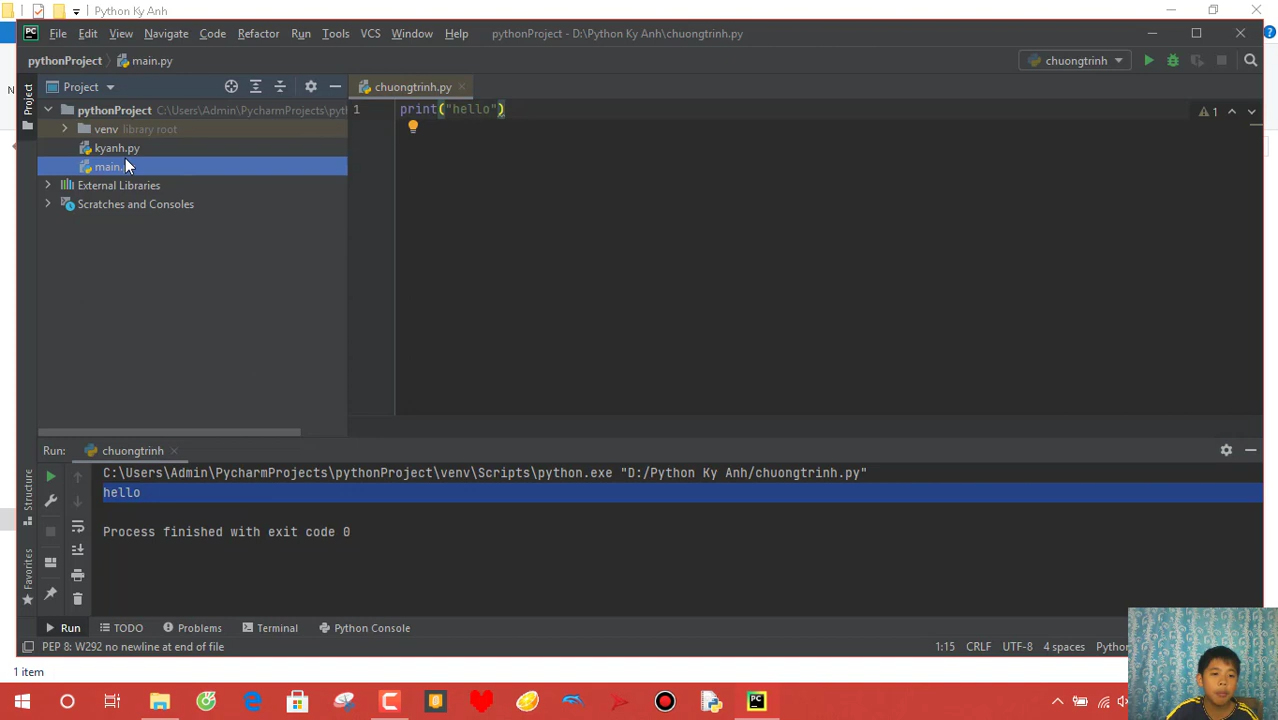 Python Ky Anh
PC File Edit View Navigate Code Refactor Run Tools VCS Window Help pythonProject - D:\Python Ky Anh\chuongtrinh.py
pythonProject main.py chuongtrinh
Project chuongtrinh.py
Project
pythonProject C:\Users\Admin\PycharmProjects\pyth
1 print("hello") 1
venv library root
kyanh.py
main.
External Libraries
Scratches and Consoles
Run: chuongtrinh
C:\Users\Admin\PycharmProjects\pythonProject\venv\Scripts\python.exe "D:/Python Ky Anh/chuongtrinh.py"
hello
Process finished with exit code 0
Structure
Favorites
Run TODO Problems Terminal Python Console
PEP 8: W292 no newline at end of file 1:15 CRLF UTF-8 4 spaces Python
1 item
PC